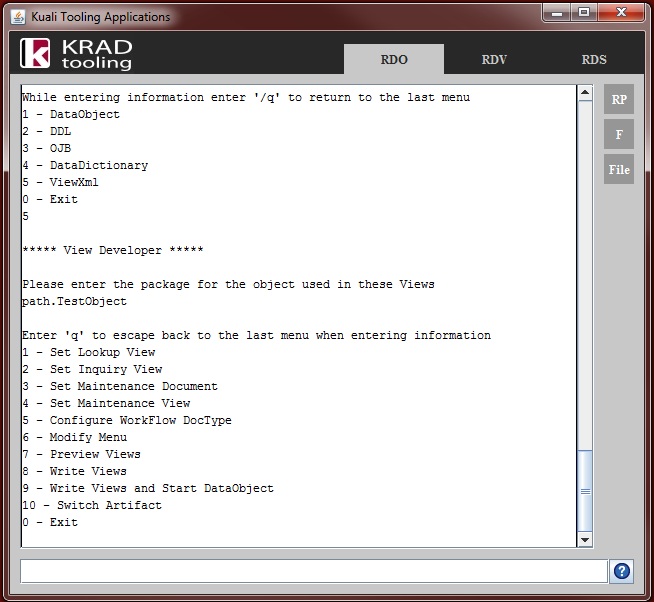 Kuali Tooling Applications
KRAD
tooling
RDO
RDV
RDS
While entering information enter '/q' to return to the last menu
1 - DataObject
2 - DDL
3 - OJB
4 - DataDictionary
5 - ViewXml
0 - Exit
5
***** View Developer *****
Please enter the package for the object used in these Views
path.TestObject
Enter 'q' to escape back to the last menu when entering information
1 - Set Lookup View
2 - Set Inquiry View
3 - Set Maintenance Document
4 - Set Maintenance View
5 - Configure WorkFlow DocType
6 - Modify Menu
7 - Preview Views
8 - Write Views
9 - Write Views and Start DataObject
10 - Switch Artifact
0 - Exit
RP
F
File
?